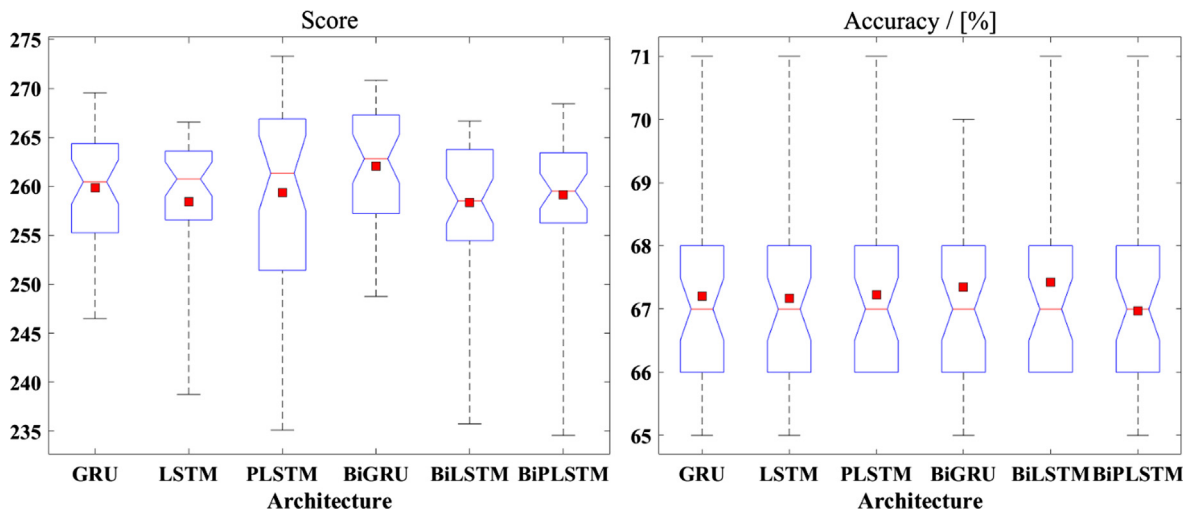 Score
275
270
265
260
255
250
245
240
235
GRU LSTM PLSTM BiGRU BiLSTM BiPLSTM
Architecture
Accuracy / [%]
71
70
69
68
67
66
65
GRU LSTM PLSTM BiGRU BiLSTM BiPLSTM
Architecture